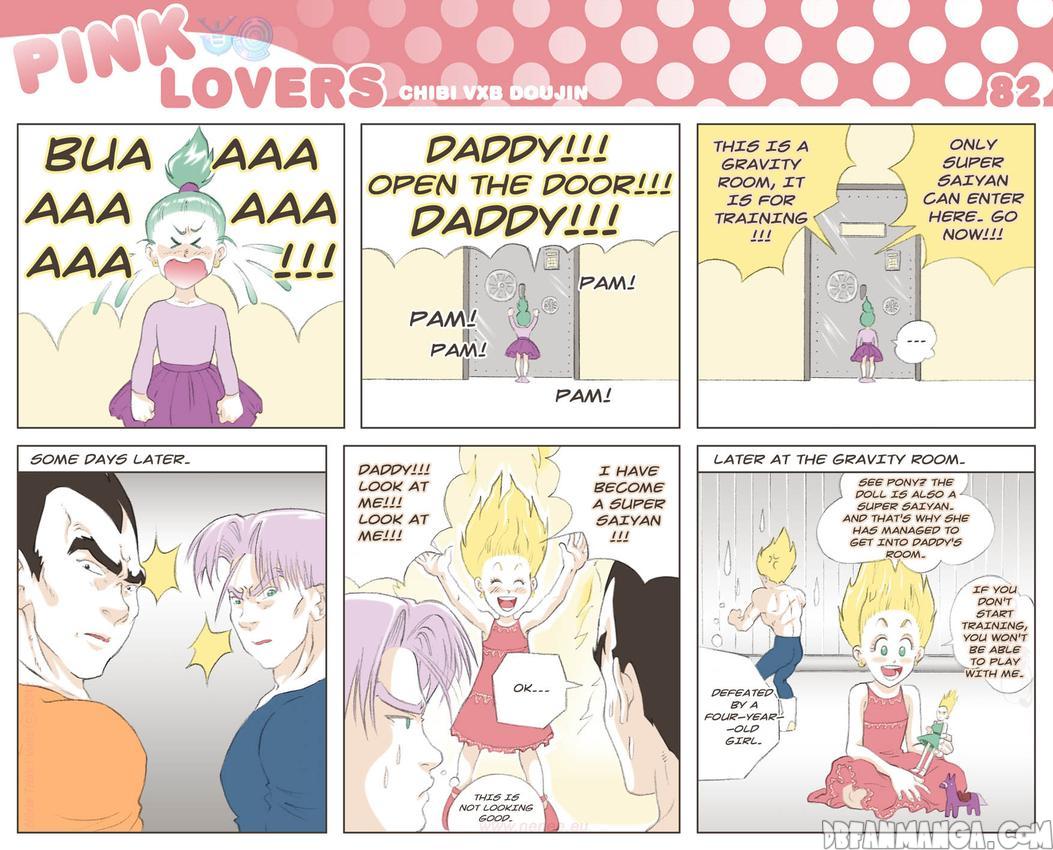 PINK
LOVERS
CHIBI VXB DOUJIN
82
BUA AAA
AAA AAA
AAA !!!
DADDY!!!
OPEN THE DOOR!!!
DADDY!!!
PAM!
PAM!
PAM!
PAM!
THIS IS A
GRAVITY
ROOM, IT
IS FOR
TRAINING
!!!
ONLY
SUPER
SAIYAN
CAN ENTER
HERE. GO
NOW!!!
---
SOME DAYS LATER.
DADDY!!!
LOOK AT
ME!!!
LOOK AT
ME!!!
I HAVE
BECOME
A SUPER
SAIYAN
!!!
OK...
THIS IS
NOT LOOKING
GOOD.
LATER AT THE GRAVITY ROOM.
SEE PONY? THE
DOLL IS ALSO A
SUPER SAIYAN.
AND THAT'S WHY SHE
HAS MANAGED TO
GET INTO DADDY'S
ROOM.
IF YOU
DON'T
START
TRAINING,
YOU WON'T
BE ABLE
TO PLAY
WITH ME.
DEFEATED
BY A
FOUR-YEAR-
-OLD
GIRL.
DBFANMANGA.COM